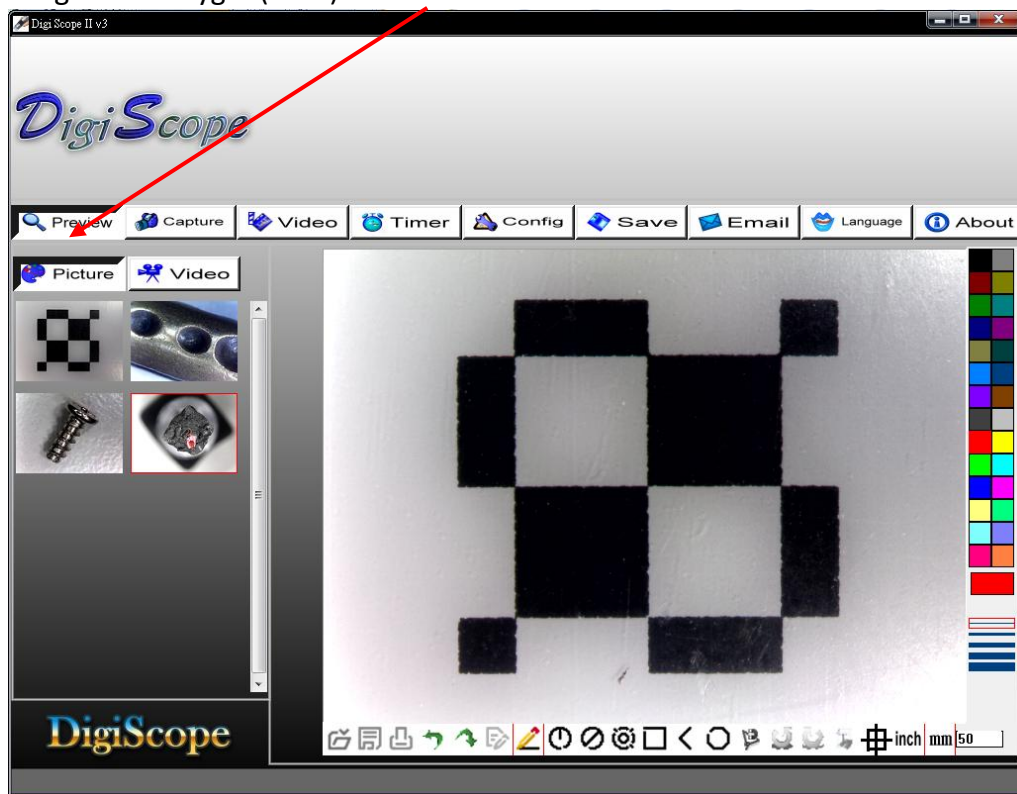 Digi Scope II v3
DigiScope
Preview Capture Video Timer Config Save Email Language About
Picture Video
DigiScope
inch mm 50